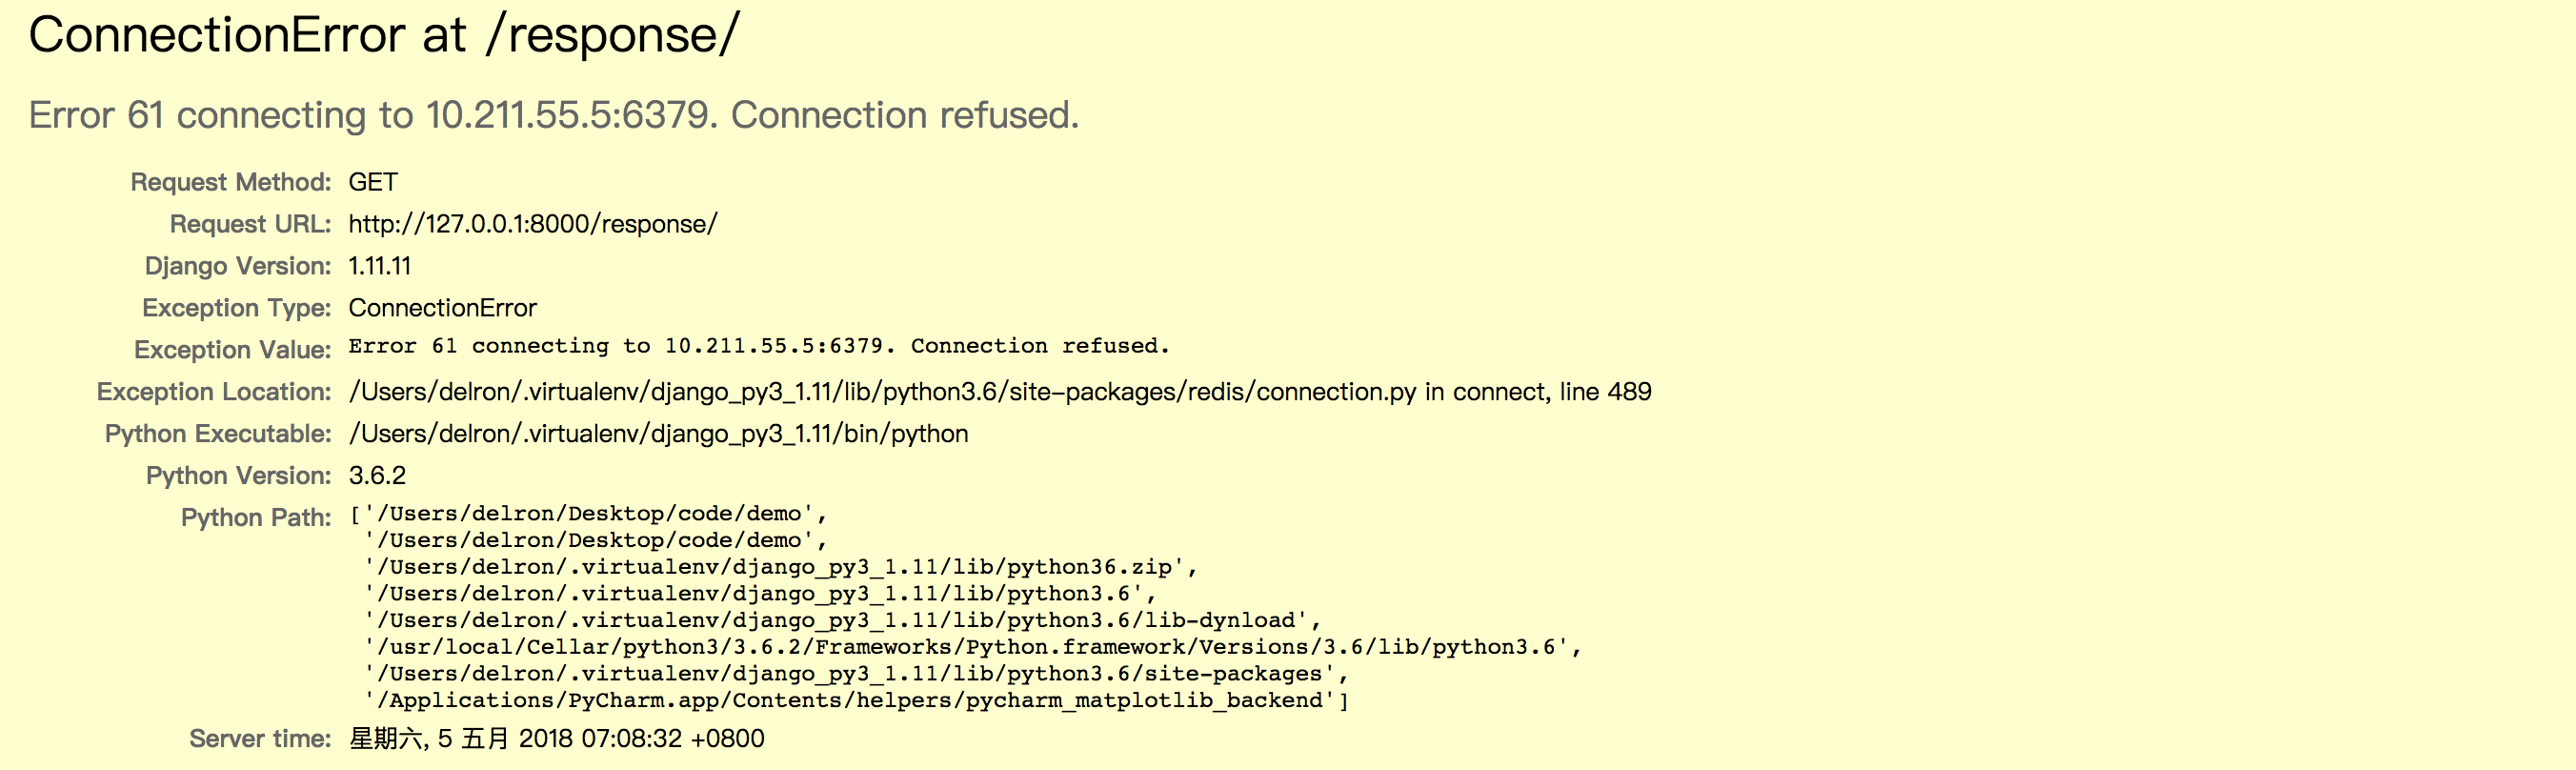 ConnectionError at /response/
Error 61 connecting to 10.211.55.5:6379. Connection refused.
Request Method: GET
Request URL: http://127.0.0.1:8000/response/
Django Version: 1.11.11
Exception Type: ConnectionError
Exception Value: Error 61 connecting to 10.211.55.5:6379. Connection refused.
Exception Location: /Users/delron/.virtualenv/django_py3_1.11/lib/python3.6/site-packages/redis/connection.py in connect, line 489
Python Executable: /Users/delron/.virtualenv/django_py3_1.11/bin/python
Python Version: 3.6.2
Python Path: ['/Users/delron/Desktop/code/demo',
'/Users/delron/Desktop/code/demo',
'/Users/delron/.virtualenv/django_py3_1.11/lib/python36.zip',
'/Users/delron/.virtualenv/django_py3_1.11/lib/python3.6',
'/Users/delron/.virtualenv/django_py3_1.11/lib/python3.6/lib-dynload',
'/usr/local/Cellar/python3/3.6.2/Frameworks/Python.framework/Versions/3.6/lib/python3.6',
'/Users/delron/.virtualenv/django_py3_1.11/lib/python3.6/site-packages',
'/Applications/PyCharm.app/Contents/helpers/pycharm_matplotlib_backend']
Server time: 星期六, 5 五月 2018 07:08:32 +0800